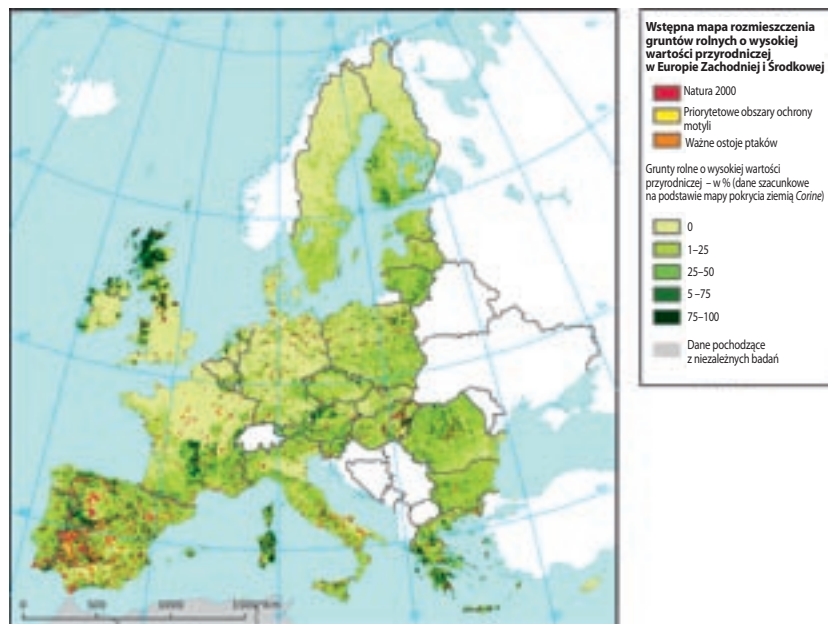 Wstępna mapa rozmieszczenia
gruntów rolnych o wysokiej
wartości przyrodniczej
w Europie Zachodniej i Środkowej
Natura 2000
Priorytetowe obszary ochrony
motyli
Ważne ostoje ptaków
Grunty rolne o wysokiej wartości
przyrodniczej – w % (dane szacunkowe
na podstawie mapy pokrycia ziemią Corine)
0
1–25
25–50
5 –75
75–100
Dane pochodzące
z niezależnych badań
0 500 1000